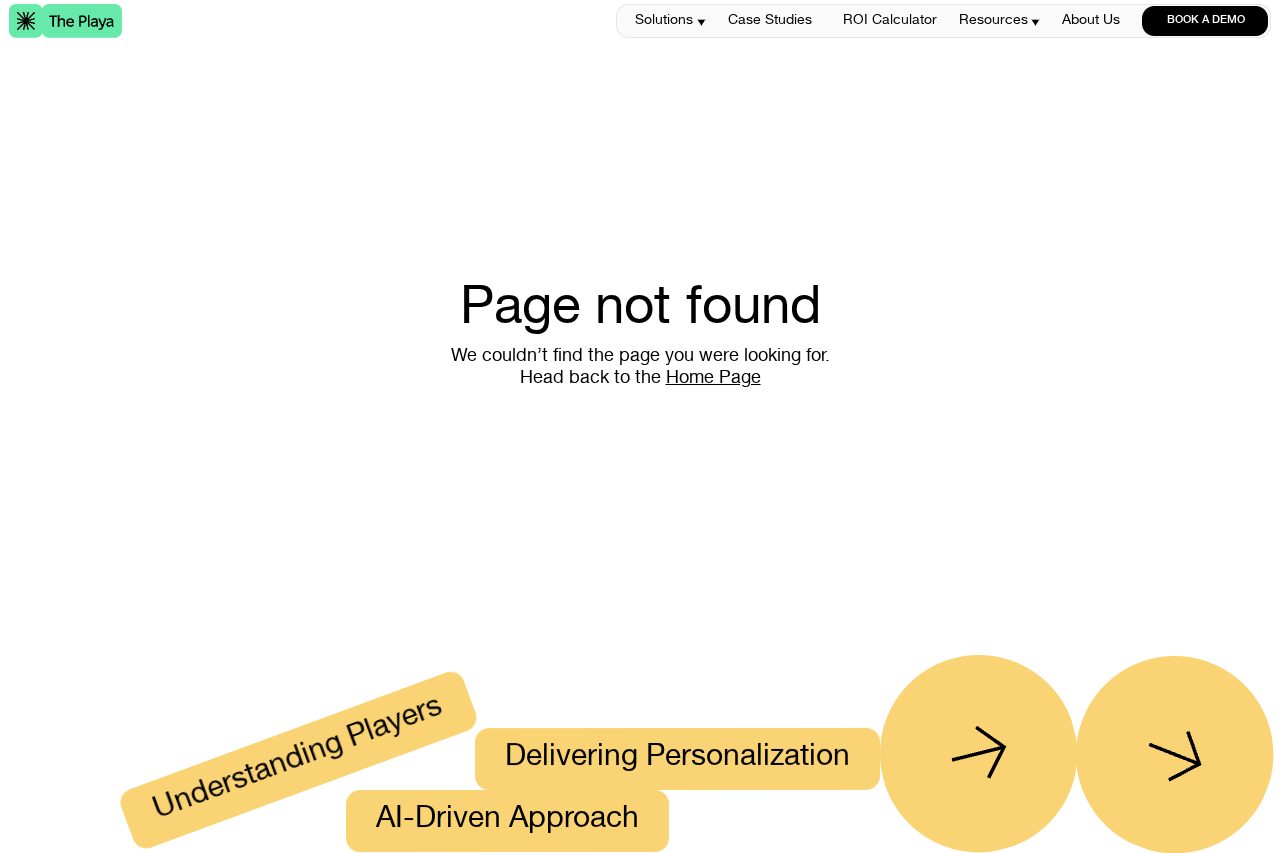 The Playa
Solutions
Case Studies
ROI Calculator
Resources
About Us
BOOK A DEMO
Page not found
We couldn’t find the page you were looking for.
Head back to the Home Page
Understanding Players
Delivering Personalization
AI-Driven Approach